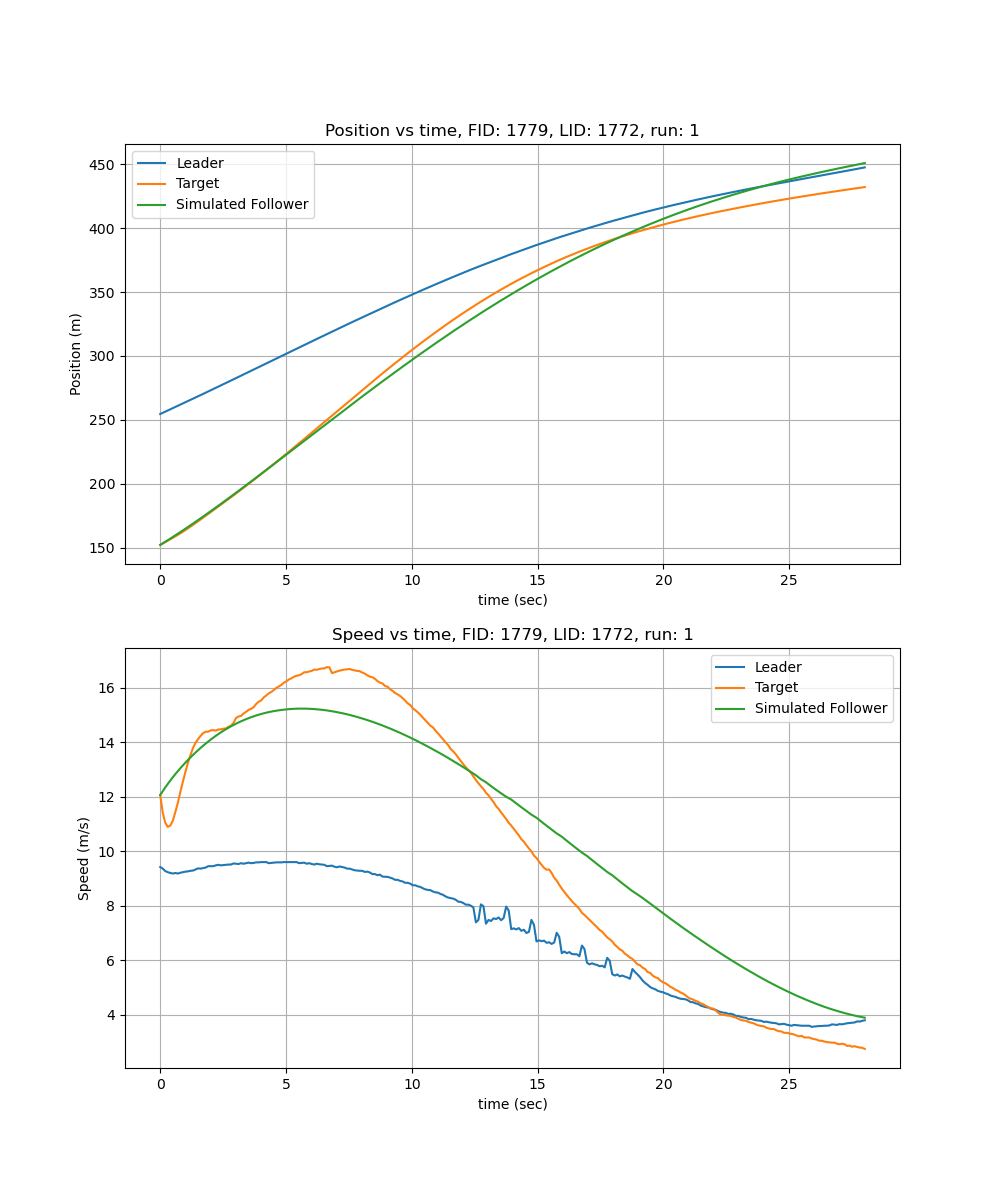 Position vs time, FID: 1779, LID: 1772, run: 1
Leader
Target
Simulated Follower
450
400
350
300
250
200
150
Position (m)
0 5 10 15 20 25
time (sec)
Speed vs time, FID: 1779, LID: 1772, run: 1
Leader
Target
Simulated Follower
16
14
12
10
8
6
4
Speed (m/s)
0 5 10 15 20 25
time (sec)